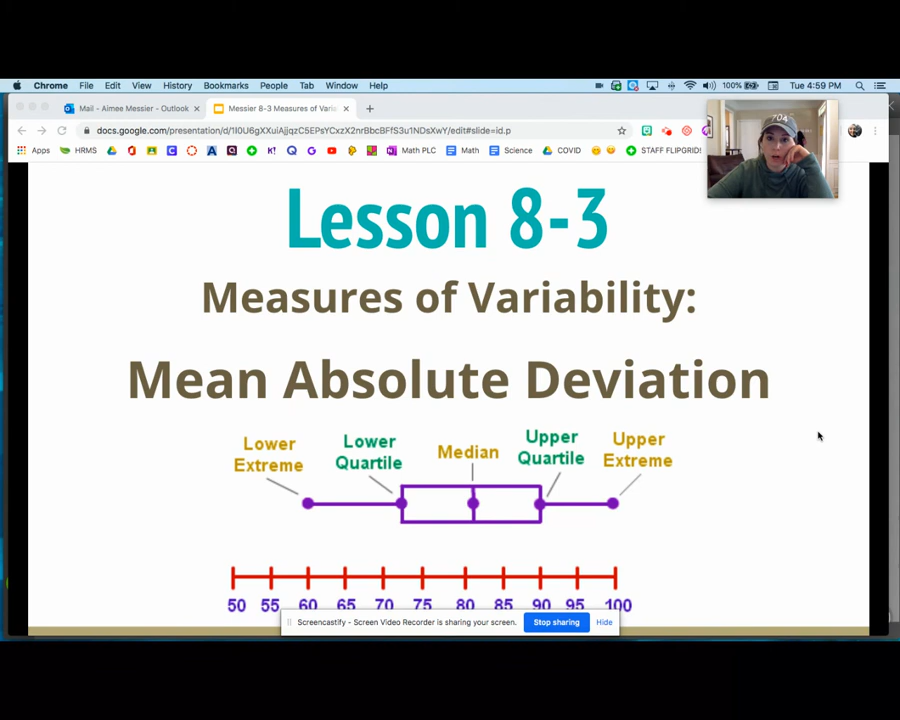 Chrome File Edit View History Bookmarks People Tab Window Help 100% Tue 4:59 PM
Mail - Aimee Messier - Outlook Messier 8-3 Measures of Varia
docs.google.com/presentation/d/1I0U6gXXuiAjjqzC5EPsYCxzX2nrBbcBFfS3u1NDsXwY/edit#slide=id.p
Apps HRMS Math PLC Math Science COVID STAFF FLIPGRID!
704
Lesson 8-3
Measures of Variability:
Mean Absolute Deviation
Lower Extreme
Lower Quartile
Median
Upper Quartile
Upper Extreme
50 55 60 65 70 75 80 85 90 95 100
Screencastify - Screen Video Recorder is sharing your screen. Stop sharing Hide